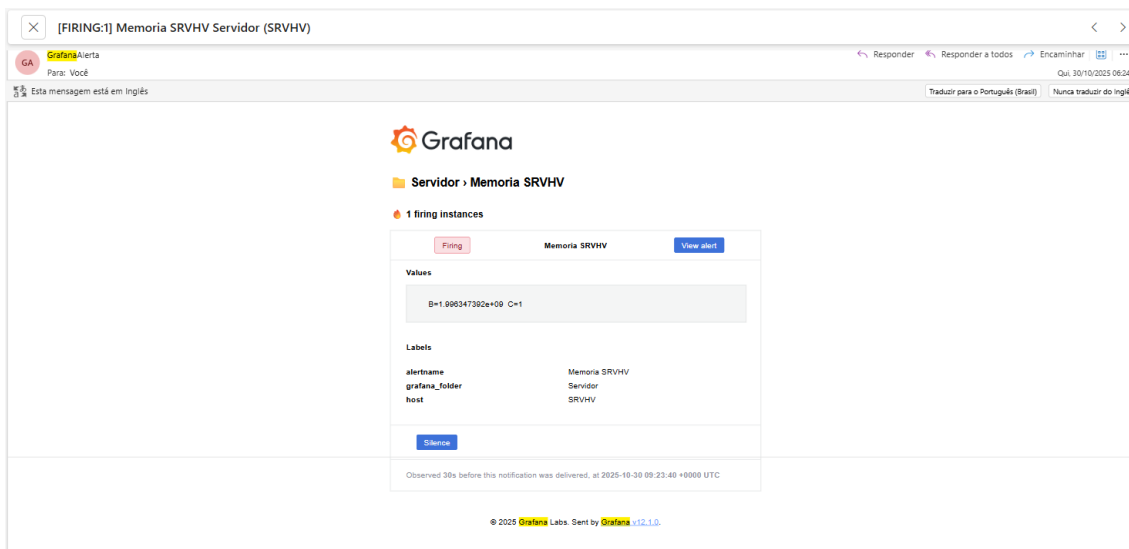 [FIRING:1] Memoria SRVHV Servidor (SRVHV)
GA
GrafanaAlerta
Para: Você
Responder Responder a todos Encaminhar
Qui, 30/10/2025 06:24
Esta mensagem está em Inglês
Traduzir para o Português (Brasil) Nunca traduzir do Inglê
Grafana
Servidor › Memoria SRVHV
1 firing instances
Firing Memoria SRVHV View alert
Values
B=1.996347392e+09 C=1
Labels
alertname Memoria SRVHV
grafana_folder Servidor
host SRVHV
Silence
Observed 30s before this notification was delivered, at 2025-10-30 09:23:40 +0000 UTC
© 2025 Grafana Labs. Sent by Grafana v12.1.0.